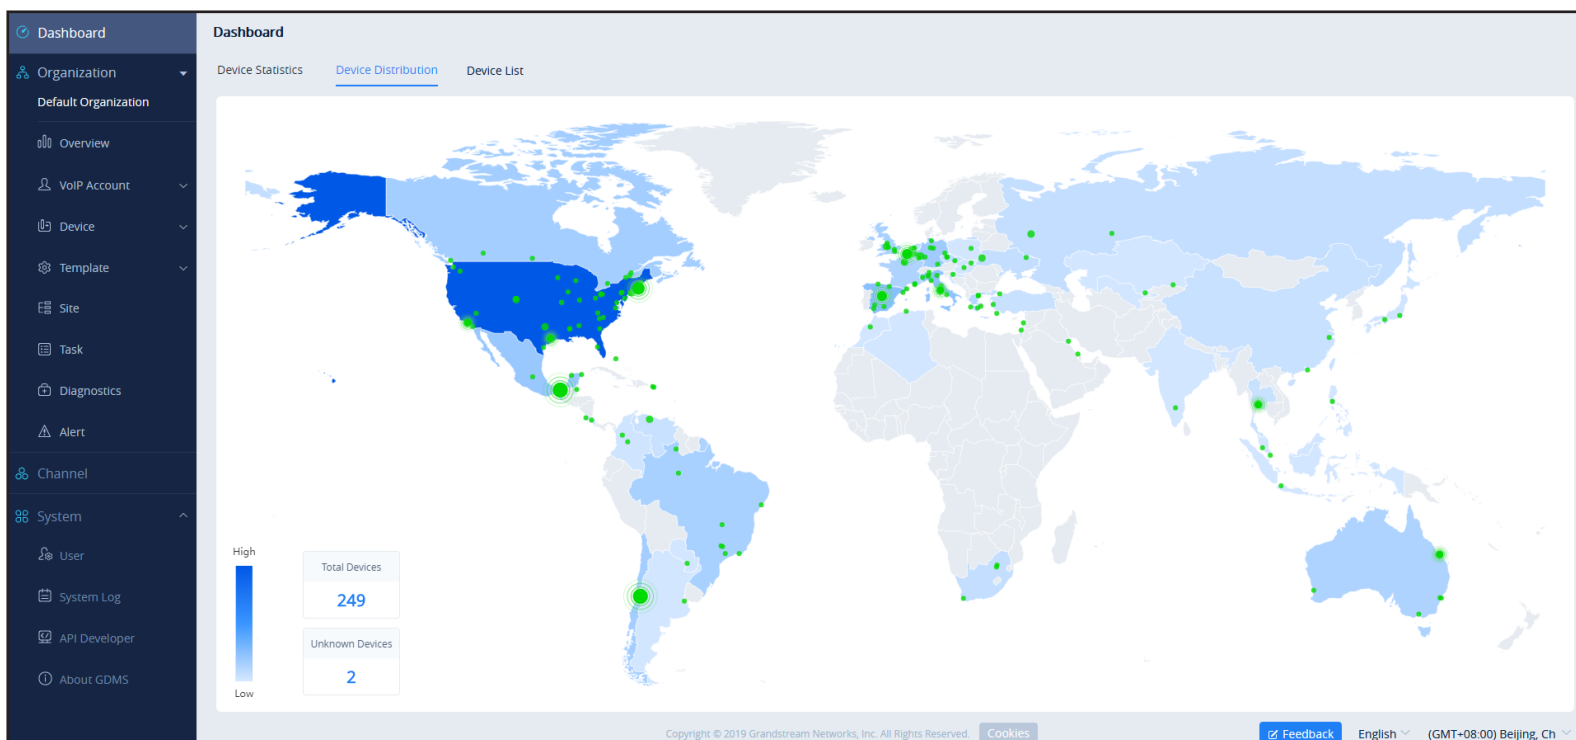 Dashboard
Organization
Default Organization
Overview
VoIP Account
Device
Template
Site
Task
Diagnostics
Alert
Channel
System
User
System Log
API Developer
About GDMS
Dashboard
Device Statistics Device Distribution Device List
High
Low
Total Devices
249
Unknown Devices
2
Copyright © 2019 Grandstream Networks, Inc. All Rights Reserved. Cookies
Feedback English (GMT+08:00) Beijing, Ch